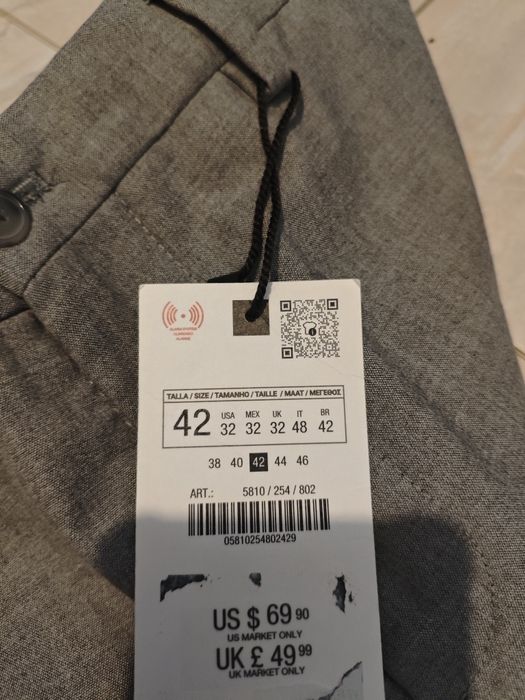 ALARM SYSTEM
TALLA / SIZE / TAMANHO / TAILLE / MAAT / ΜΕΓΕΘΟΣ
42 USA MEX UK IT BR
32 32 32 48 42
38 40 42 44 46
ART.: 5810 / 254 / 802
05810254802429
US $ 69 90
US MARKET ONLY
UK £ 49 99
UK MARKET ONLY